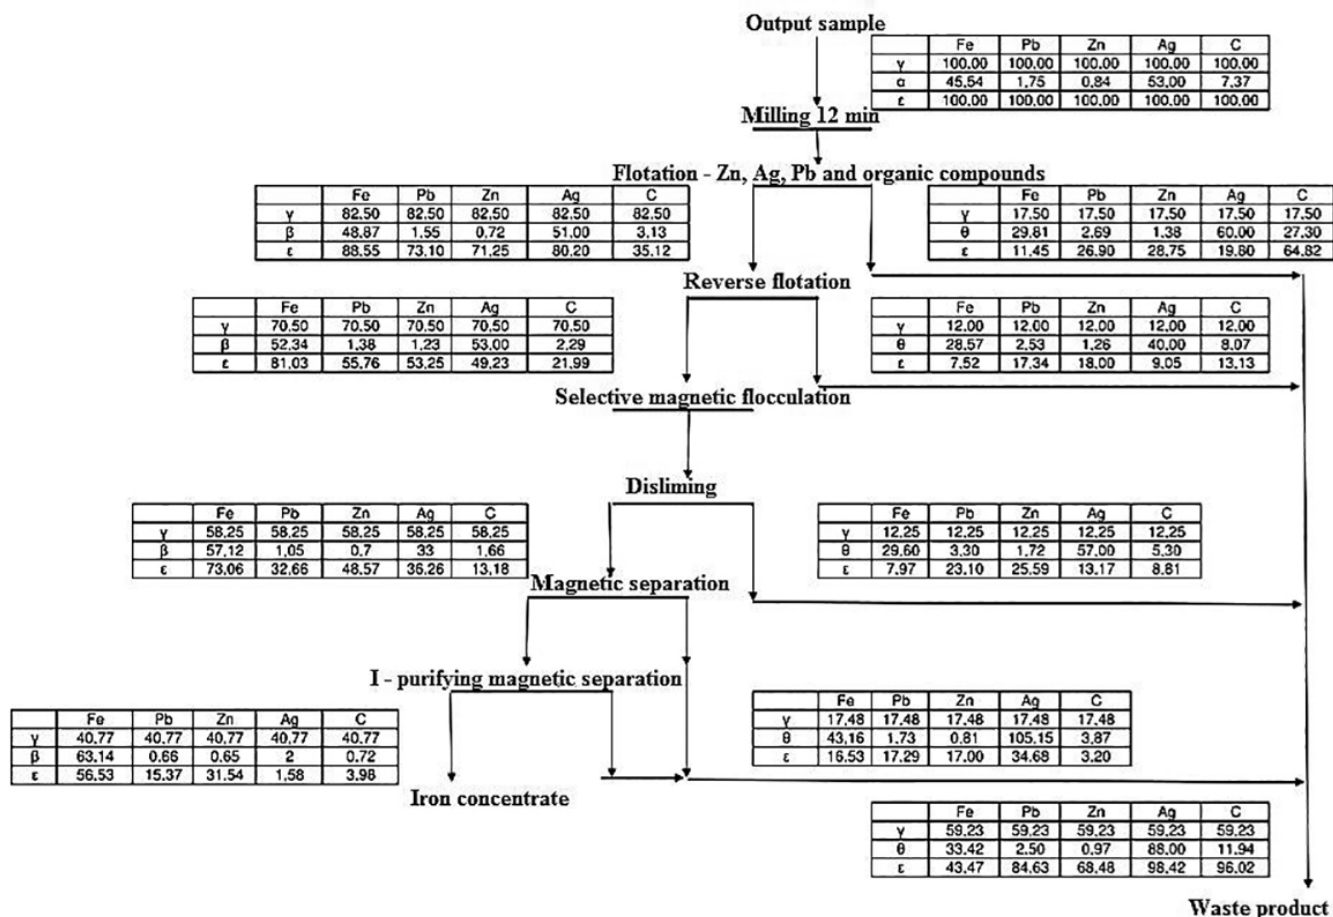 Output sample
Fe Pb Zn Ag C
γ 100.00 100.00 100.00 100.00 100.00
α 45.54 1.75 0.84 53.00 7.37
ε 100.00 100.00 100.00 100.00 100.00
Milling 12 min
Flotation - Zn, Ag, Pb and organic compounds
Fe Pb Zn Ag C
γ 82.50 82.50 82.50 82.50 82.50
β 48.87 1.55 0.72 51.00 3.13
ε 88.55 73.10 71.25 80.20 35.12
Fe Pb Zn Ag C
γ 17.50 17.50 17.50 17.50 17.50
θ 29.81 2.69 1.38 60.00 27.30
ε 11.45 26.90 28.75 19.80 64.82
Reverse flotation
Fe Pb Zn Ag C
γ 70.50 70.50 70.50 70.50 70.50
β 52.34 1.38 1.23 53.00 2.29
ε 81.03 55.76 53.25 49.23 21.99
Fe Pb Zn Ag C
γ 12.00 12.00 12.00 12.00 12.00
θ 28.57 2.53 1.26 40.00 8.07
ε 7.52 17.34 18.00 9.05 13.13
Selective magnetic flocculation
Disliming
Fe Pb Zn Ag C
γ 58.25 58.25 58.25 58.25 58.25
β 57.12 1.05 0.7 33 1.66
ε 73.06 32.66 48.57 36.26 13.18
Fe Pb Zn Ag C
γ 12.25 12.25 12.25 12.25 12.25
θ 29.60 3.30 1.72 57.00 5.30
ε 7.97 23.10 25.59 13.17 8.81
Magnetic separation
I - purifying magnetic separation
Fe Pb Zn Ag C
γ 40.77 40.77 40.77 40.77 40.77
β 63.14 0.66 0.65 2 0.72
ε 56.53 15.37 31.54 1.58 3.98
Fe Pb Zn Ag C
γ 17.48 17.48 17.48 17.48 17.48
θ 43.16 1.73 0.81 105.15 3.87
ε 16.53 17.29 17.00 34.68 3.20
Iron concentrate
Fe Pb Zn Ag C
γ 59.23 59.23 59.23 59.23 59.23
θ 33.42 2.50 0.97 88.00 11.94
ε 43.47 84.63 68.48 98.42 96.02
Waste product